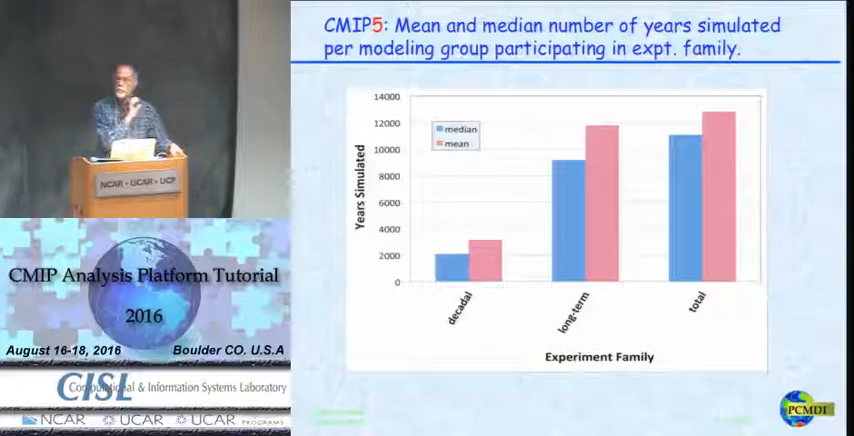 CMIP5: Mean and median number of years simulated
per modeling group participating in expt. family.
NCAR • UCAR • UCP
CMIP Analysis Platform Tutorial
2016
August 16-18, 2016 Boulder CO. U.S.A
CISL Computational & Information Systems Laboratory
NCAR UCAR UCAR PROGRAMS
14000
12000
10000
8000
6000
4000
2000
0
Years Simulated
median
mean
decadal
long-term
total
Experiment Family
PCMDI